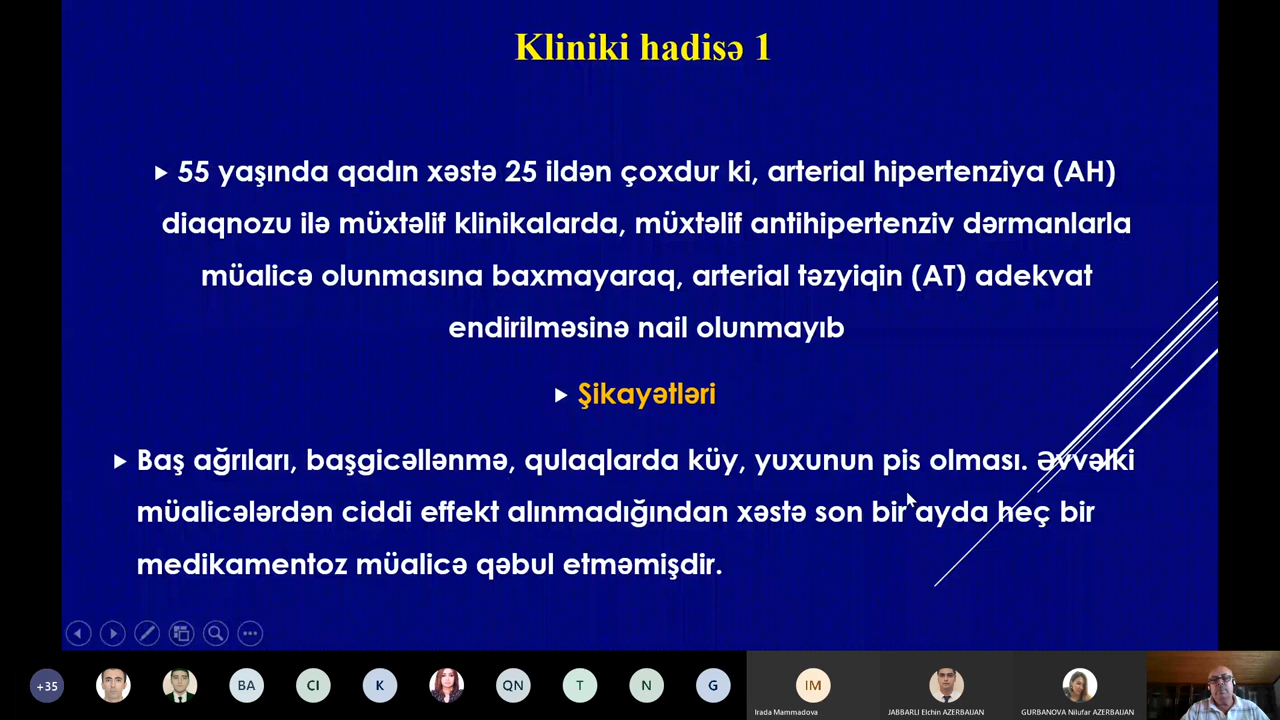 Kliniki hadisə 1
55 yaşında qadın xəstə 25 ildən çoxdur ki, arterial hipertenziya (AH)
diaqnozu ilə müxtəlif klinikalarda, müxtəlif antihipertenziv dərmanlarla
müalicə olunmasına baxmayaraq, arterial təzyiqin (AT) adekvat
endirilməsinə nail olunmayıb
Şikayətləri
Baş ağrıları, başgicəllənmə, qulaqlarda küy, yuxunun pis olması. Əvvəlki
müalicələrdən ciddi effekt alınmadığından xəstə son bir ayda heç bir
medikamentoz müalicə qəbul etməmişdir.
+35
BA
CI
K
QN
T
N
G
IM
Irada Mammadova
JABBARLI Elchin AZERBAIJAN
GURBANOVA Nilufar AZERBAIJAN